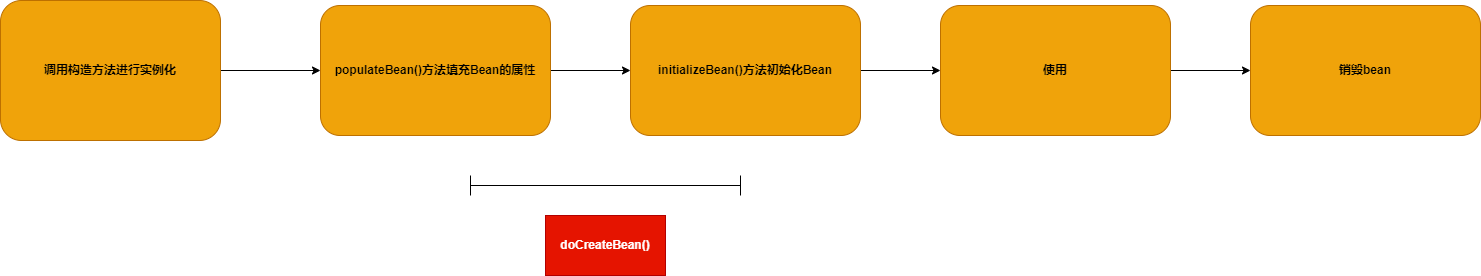 调用构造方法进行实例化
populateBean()方法填充Bean的属性
initializeBean()方法初始化Bean
使用
销毁bean
doCreateBean()